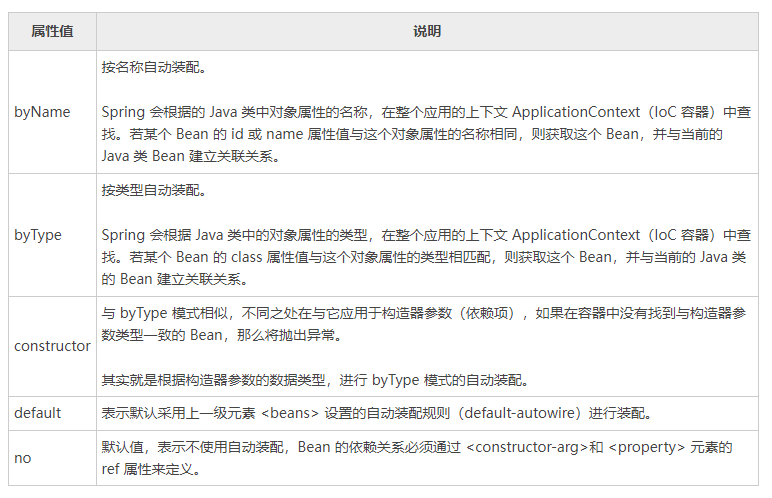 属性值
说明
byName
按名称自动装配。
Spring 会根据的 Java 类中对象属性的名称，在整个应用的上下文 ApplicationContext（IoC 容器）中查
找。若某个 Bean 的 id 或 name 属性值与这个对象属性的名称相同，则获取这个 Bean，并与当前的
Java 类 Bean 建立关联关系。
byType
按类型自动装配。
Spring 会根据 Java 类中的对象属性的类型，在整个应用的上下文 ApplicationContext（IoC 容器）中查
找。若某个 Bean 的 class 属性值与这个对象属性的类型相匹配，则获取这个 Bean，并与当前的 Java 类
的 Bean 建立关联关系。
constructor
与 byType 模式相似，不同之处在与它应用于构造器参数（依赖项），如果在容器中没有找到与构造器参
数类型一致的 Bean，那么将抛出异常。
其实就是根据构造器参数的数据类型，进行 byType 模式的自动装配。
default
表示默认采用上一级元素 <beans> 设置的自动装配规则（default-autowire）进行装配。
no
默认值，表示不使用自动装配，Bean 的依赖关系必须通过 <constructor-arg>和 <property> 元素的
ref 属性来定义。